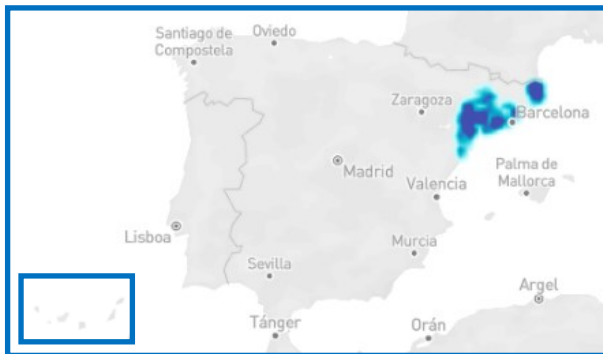 Santiago de
Compostela
Oviedo
Zaragoza
Barcelona
Madrid
Palma de
Mallorca
Valencia
Lisboa
Murcia
Sevilla
Argel
Tánger
Orán